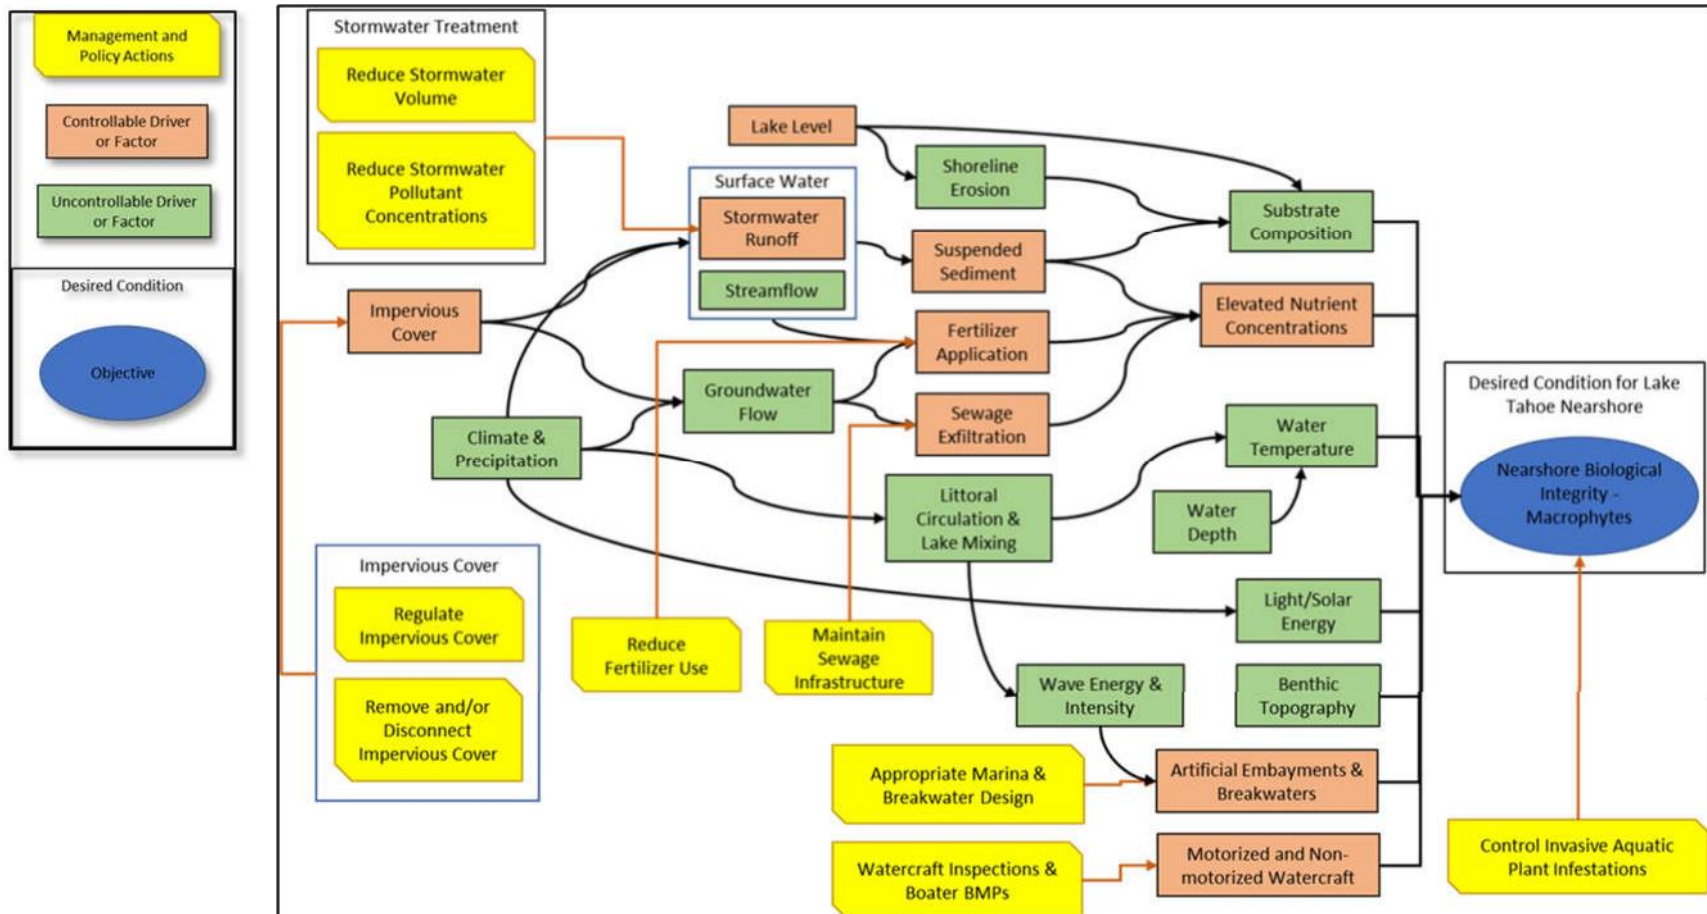 Management and
Policy Actions
Controllable Driver
or Factor
Uncontrollable Driver
or Factor
Desired Condition
Objective
Stormwater Treatment
Reduce Stormwater
Volume
Reduce Stormwater
Pollutant
Concentrations
Impervious
Cover
Climate &
Precipitation
Impervious Cover
Regulate
Impervious Cover
Remove and/or
Disconnect
Impervious Cover
Surface Water
Stormwater
Runoff
Streamflow
Groundwater
Flow
Reduce
Fertilizer Use
Maintain
Sewage
Infrastructure
Lake Level
Shoreline
Erosion
Suspended
Sediment
Fertilizer
Application
Sewage
Exfiltration
Littoral
Circulation &
Lake Mixing
Wave Energy &
Intensity
Appropriate Marina &
Breakwater Design
Watercraft Inspections &
Boater BMPs
Substrate
Composition
Elevated Nutrient
Concentrations
Water
Temperature
Water
Depth
Light/Solar
Energy
Benthic
Topography
Artificial Embayments &
Breakwaters
Motorized and Non-
motorized Watercraft
Desired Condition for Lake
Tahoe Nearshore
Nearshore Biological
Integrity -
Macrophytes
Control Invasive Aquatic
Plant Infestations